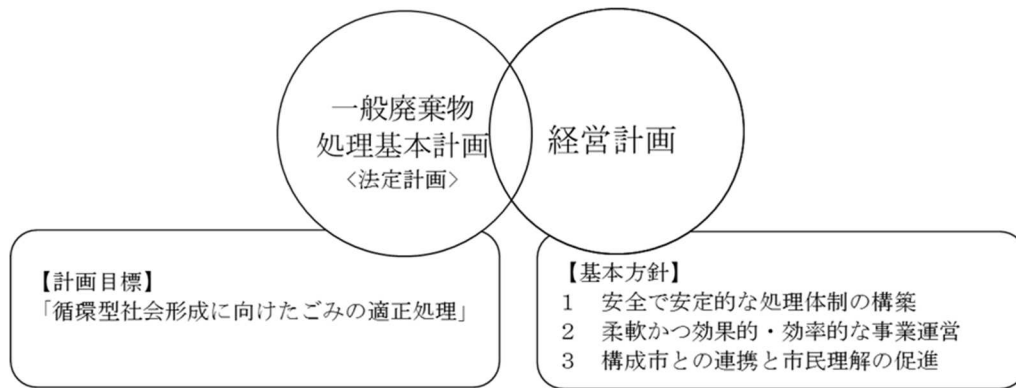 一般廃棄物
処理基本計画
<法定計画>
経営計画
【計画目標】
「循環型社会形成に向けたごみの適正処理」
【基本方針】
1　安全で安定的な処理体制の構築
2　柔軟かつ効果的・効率的な事業運営
3　構成市との連携と市民理解の促進